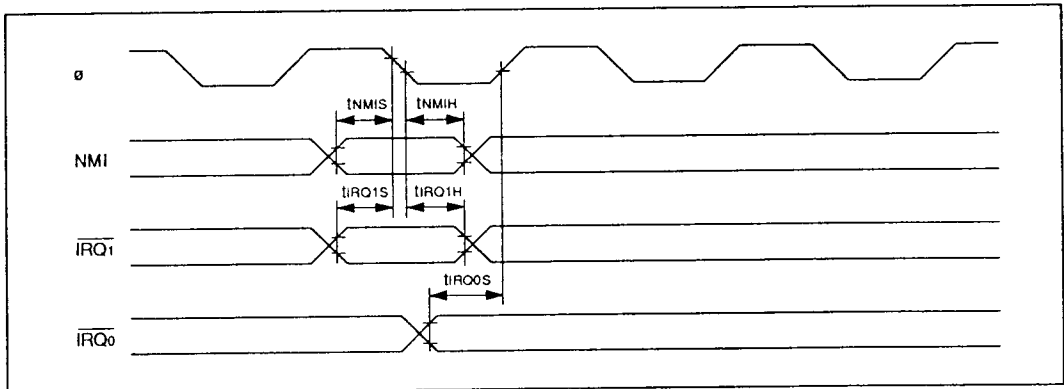 ø
tNMIS tNMIH
NMI
tIRQ1S tIRQ1H
IRQ1
tIRQ0S
IRQ0